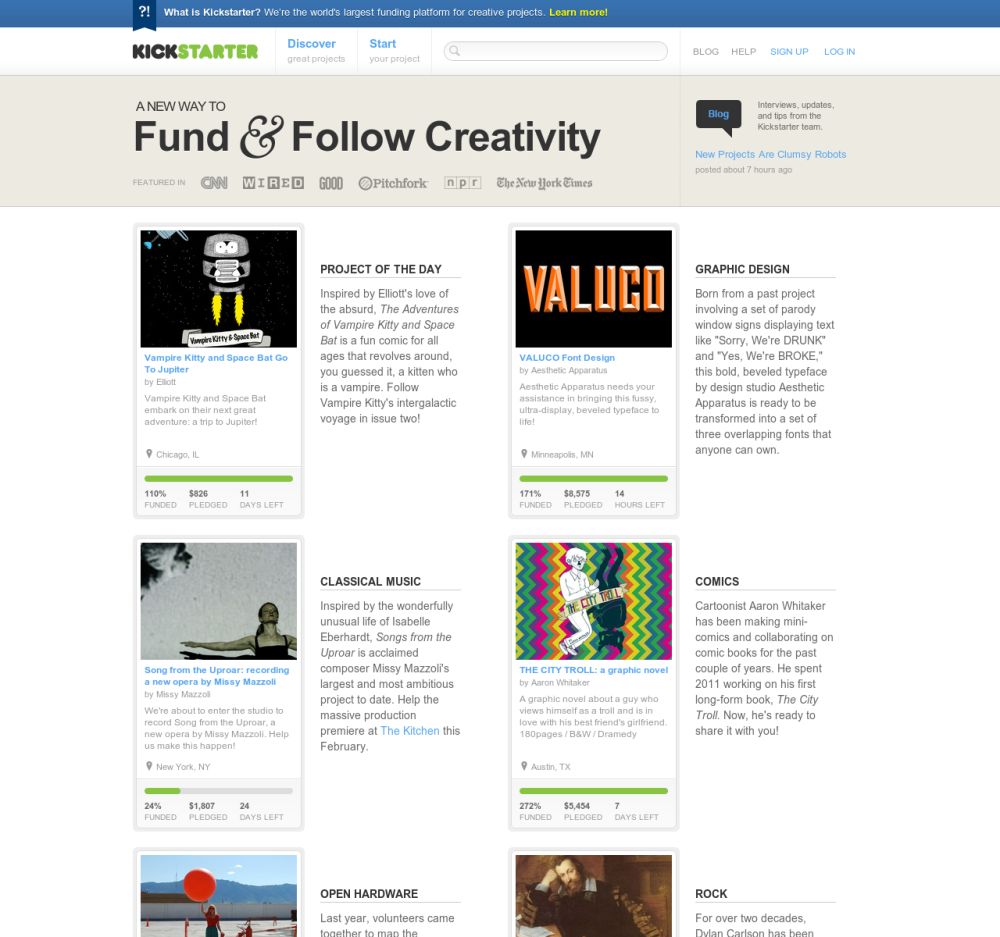 ?!
What is Kickstarter? We're the world's largest funding platform for creative projects. Learn more!
KICKSTARTER
Discover
great projects
Start
your project
BLOG HELP SIGN UP LOG IN
A NEW WAY TO
Fund & Follow Creativity
FEATURED IN CNN WIRED GOOD Pitchfork npr The New York Times
Blog
Interviews, updates,
and tips from the
Kickstarter team.
New Projects Are Clumsy Robots
posted about 7 hours ago
Vampire Kitty & Space Bat
Vampire Kitty and Space Bat Go
To Jupiter
by Elliott
Vampire Kitty and Space Bat
embark on their next great
adventure: a trip to Jupiter!
Chicago, IL
110% $826 11
FUNDED PLEDGED DAYS LEFT
PROJECT OF THE DAY
Inspired by Elliott's love of
the absurd, The Adventures
of Vampire Kitty and Space
Bat is a fun comic for all
ages that revolves around,
you guessed it, a kitten who
is a vampire. Follow
Vampire Kitty's intergalactic
voyage in issue two!
VALUCO
VALUCO Font Design
by Aesthetic Apparatus
Aesthetic Apparatus needs your
assistance in bringing this fussy,
ultra-display, beveled typeface to
life!
Minneapolis, MN
171% $8,575 14
FUNDED PLEDGED HOURS LEFT
GRAPHIC DESIGN
Born from a past project
involving a set of parody
window signs displaying text
like "Sorry, We're DRUNK"
and "Yes, We're BROKE,"
this bold, beveled typeface
by design studio Aesthetic
Apparatus is ready to be
transformed into a set of
three overlapping fonts that
anyone can own.
Song from the Uproar: recording
a new opera by Missy Mazzoli
by Missy Mazzoli
We're about to enter the studio to
record Song from the Uproar, a
new opera by Missy Mazzoli. Help
us make this happen!
New York, NY
24% $1,807 24
FUNDED PLEDGED DAYS LEFT
CLASSICAL MUSIC
Inspired by the wonderfully
unusual life of Isabelle
Eberhardt, Songs from the
Uproar is acclaimed
composer Missy Mazzoli's
largest and most ambitious
project to date. Help the
massive production
premiere at The Kitchen this
February.
THE CITY TROLL
THE CITY TROLL: a graphic novel
by Aaron Whitaker
A graphic novel about a guy who
views himself as a troll and is in
love with his best friend's girlfriend.
180pages / B&W / Dramedy
Austin, TX
272% $5,454 7
FUNDED PLEDGED DAYS LEFT
COMICS
Cartoonist Aaron Whitaker
has been making mini-
comics and collaborating on
comic books for the past
couple of years. He spent
2011 working on his first
long-form book, The City
Troll. Now, he's ready to
share it with you!
OPEN HARDWARE
Last year, volunteers came
together to map the
ROCK
For over two decades,
Dylan Carlson has been